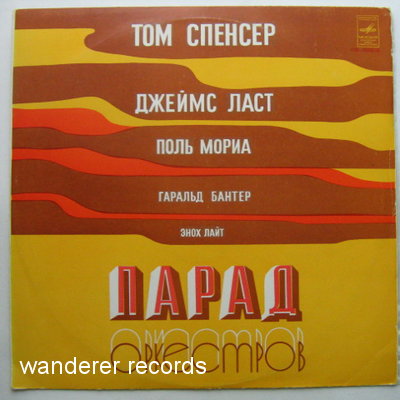 ТОМ СПЕНСЕР
ДЖЕЙМС ЛАСТ
ПОЛЬ МОРИА
ГАРАЛЬД БАНТЕР
ЭНОХ ЛАЙТ
ПАРАД
ОРКЕСТРОВ
wanderer records